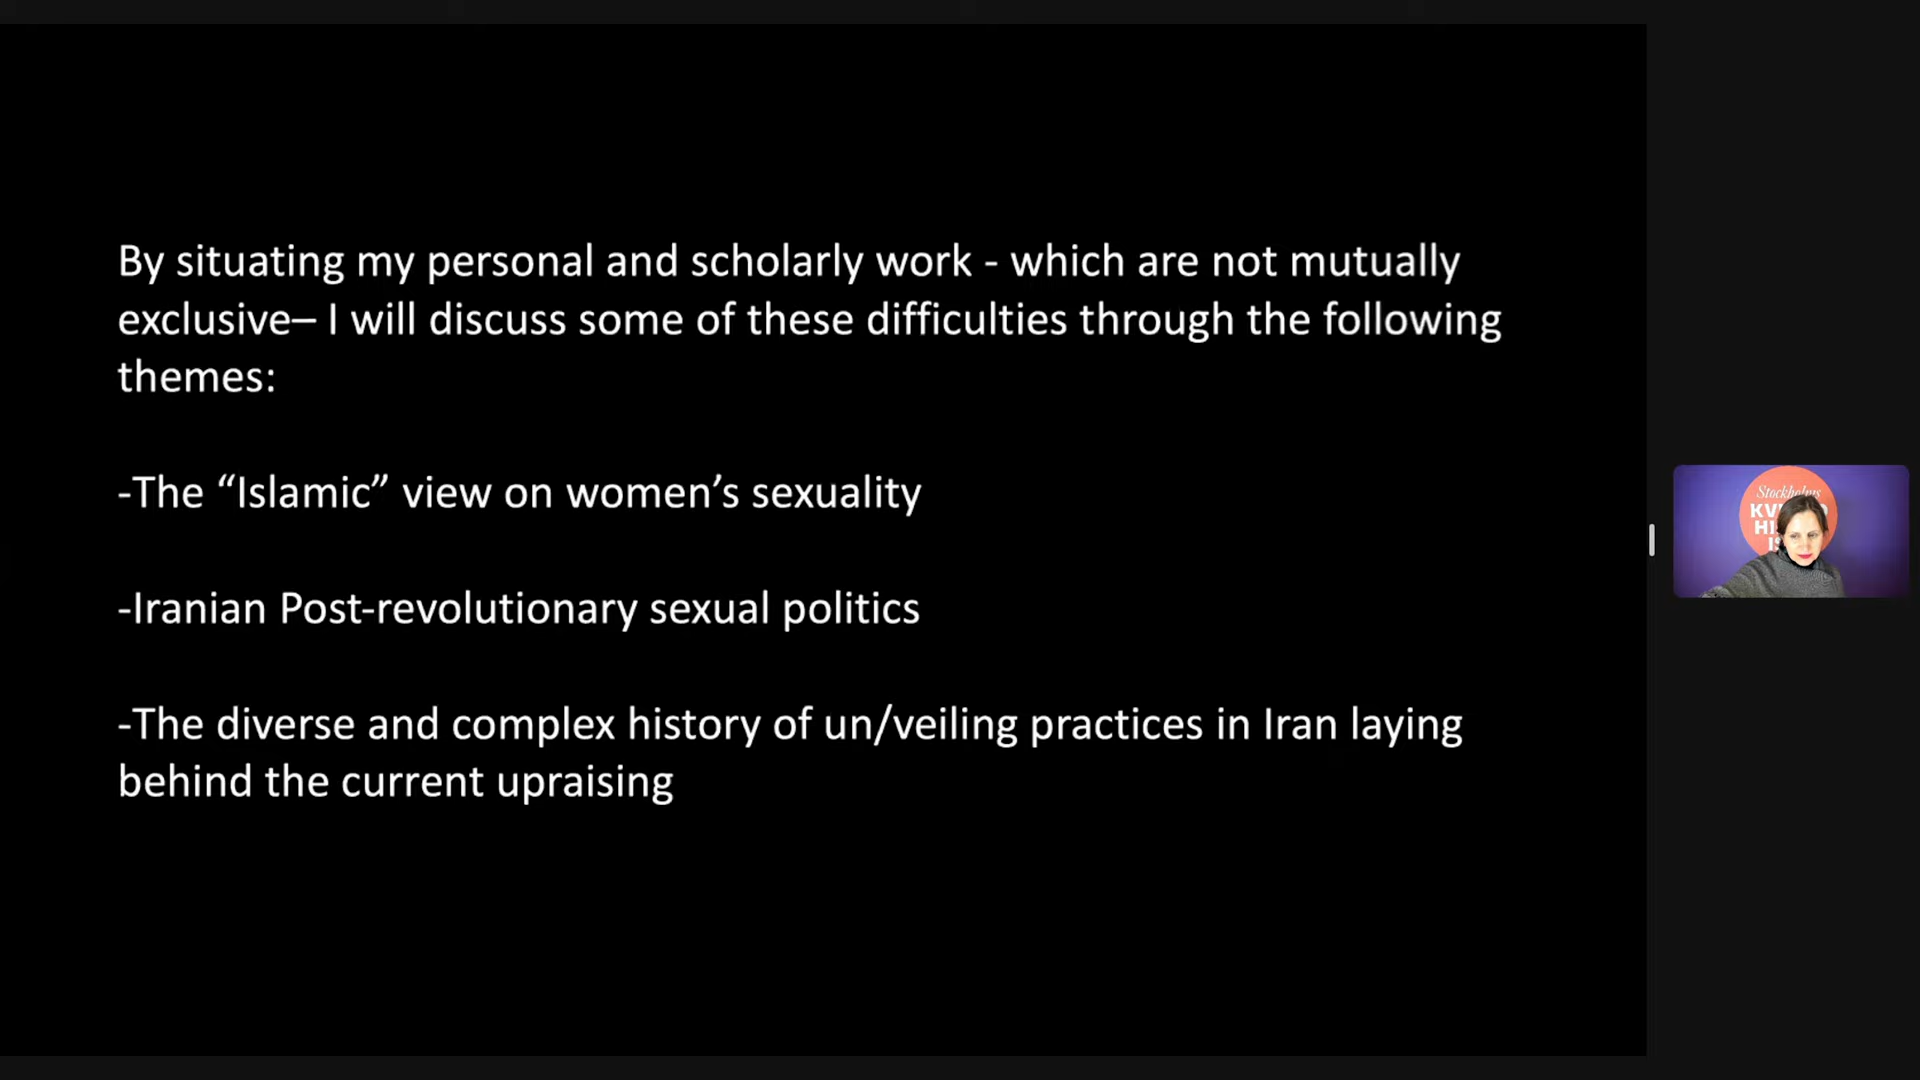 By situating my personal and scholarly work - which are not mutually
exclusive– I will discuss some of these difficulties through the following
themes:
-The “Islamic” view on women’s sexuality
-Iranian Post-revolutionary sexual politics
-The diverse and complex history of un/veiling practices in Iran laying
behind the current upraising
Stockholms